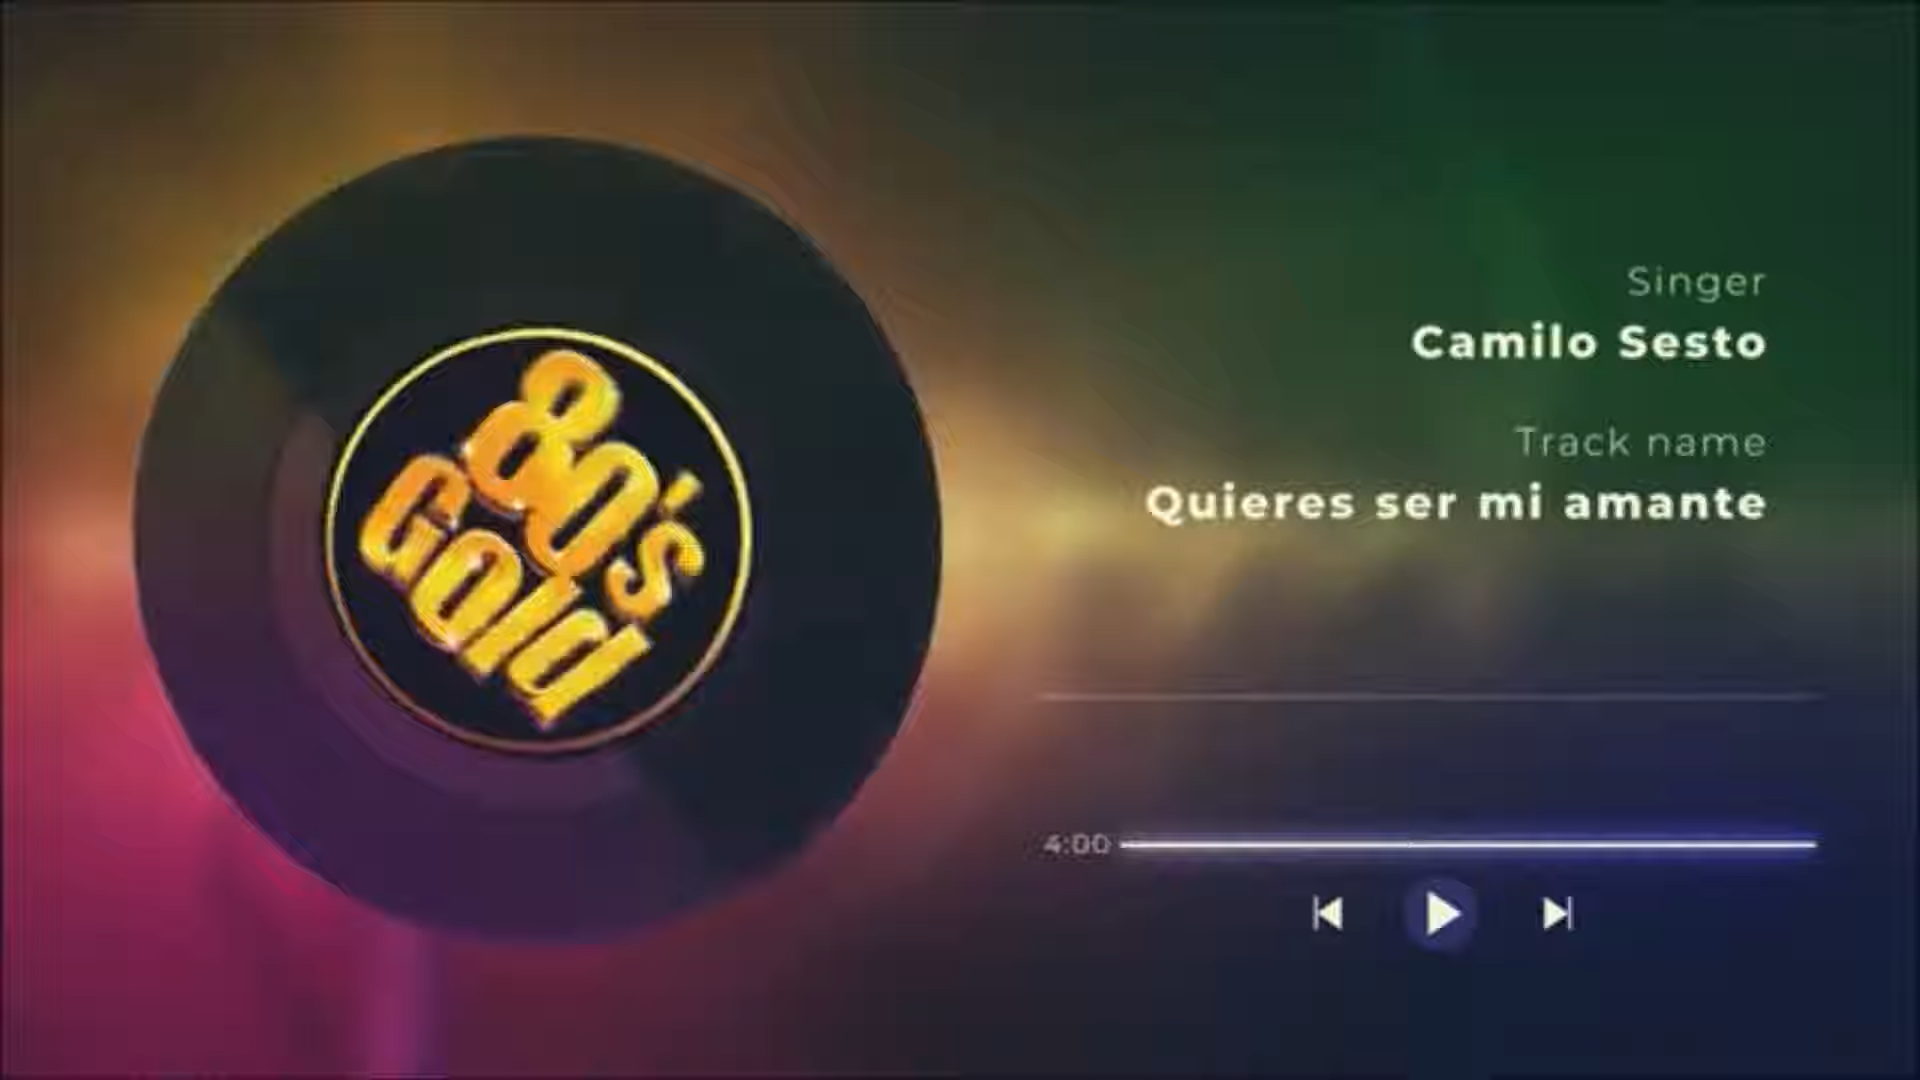 80's
Gold
Singer
Camilo Sesto
Track name
Quieres ser mi amante
4:00